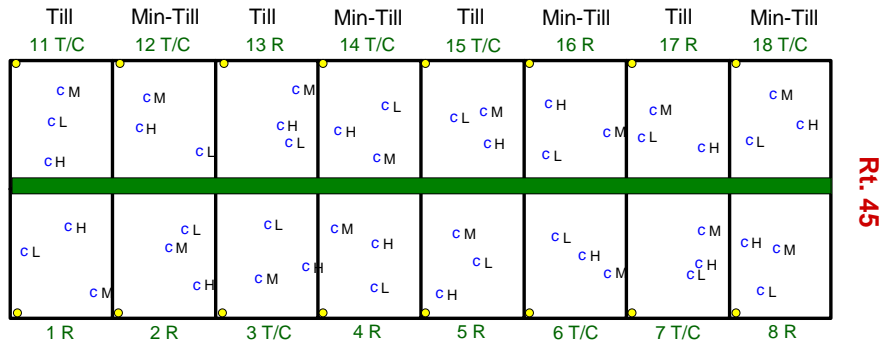 Till Min-Till Till Min-Till Till Min-Till Till Min-Till
11 T/C 12 T/C 13 R 14 T/C 15 T/C 16 R 17 R 18 T/C
c M c M c M c L c L c M c H c M c M
c L c H c H c H c H c M c L c H c H
c H c L c L c M c L c L
Rt. 45
c H c L c L c M c M c L c M c H
c L c M c M c H c L c H c H c M
c M c H c H c L c H c M c L c L
1 R 2 R 3 T/C 4 R 5 R 6 T/C 7 T/C 8 R